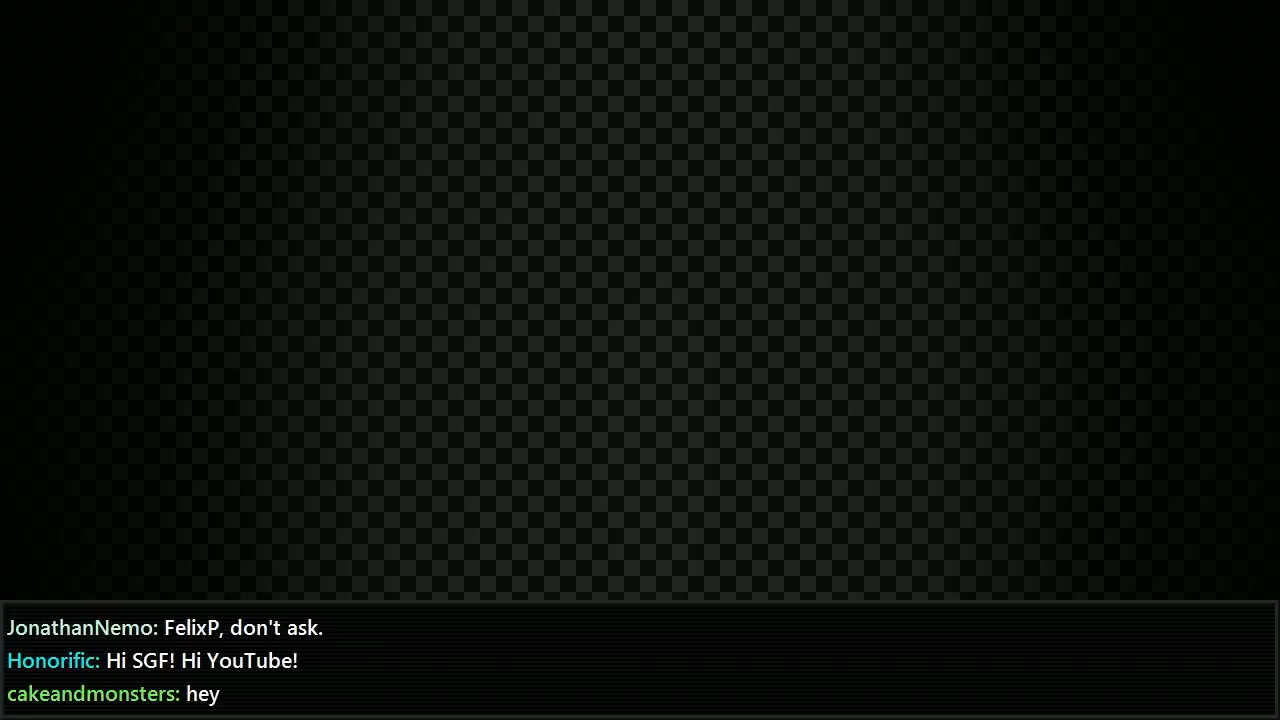 JonathanNemo: FelixP, don't ask.
Honorific: Hi SGF! Hi YouTube!
cakeandmonsters: hey